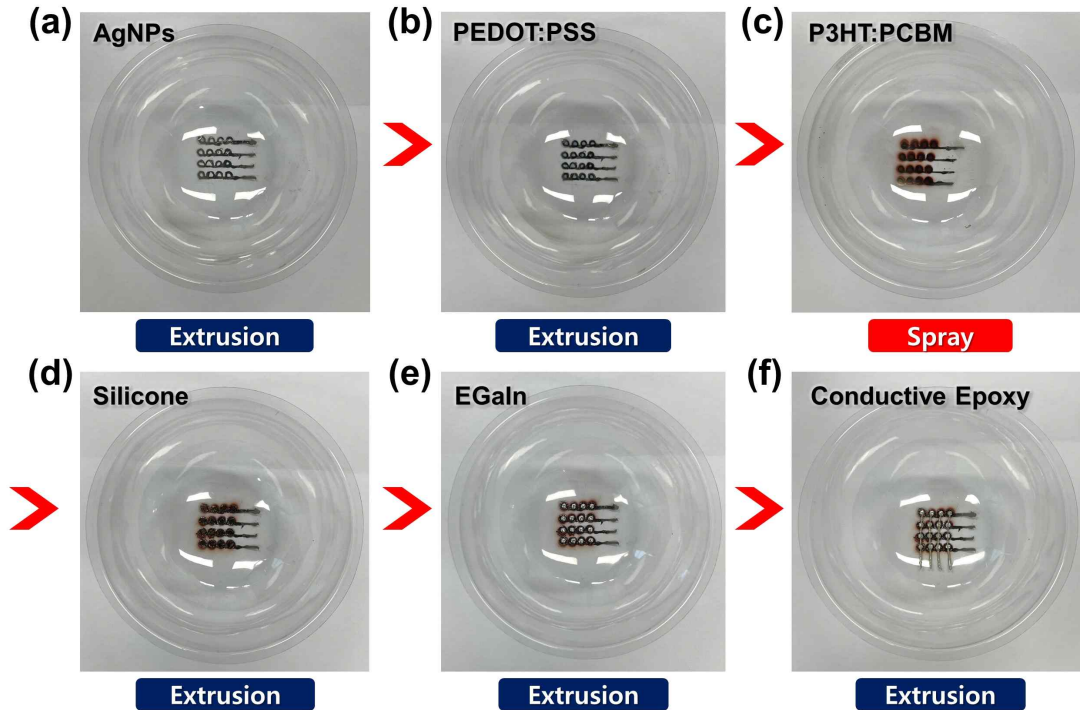 (a) AgNPs
Extrusion
(b) PEDOT:PSS
Extrusion
(c) P3HT:PCBM
Spray
(d) Silicone
Extrusion
(e) EGaIn
Extrusion
(f) Conductive Epoxy
Extrusion